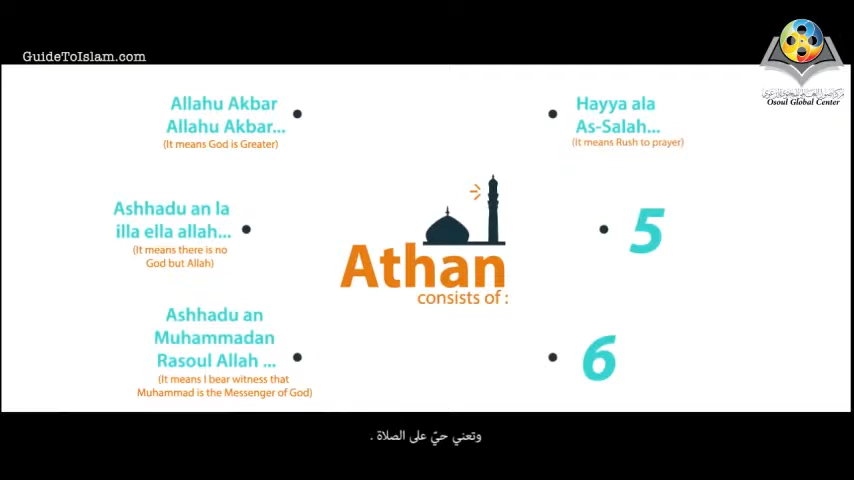 GuideToIslam.com
Osoul Global Center
Allahu Akbar
Allahu Akbar...
(It means God is Greater)
Ashhadu an la
illa ella allah...
(It means there is no
God but Allah)
Ashhadu an
Muhammadan
Rasoul Allah ...
(It means I bear witness that
Muhammad is the Messenger of God)
Athan
consists of :
Hayya ala
As-Salah...
(It means Rush to prayer)
5
6
وتعني حيّ على الصلاة .